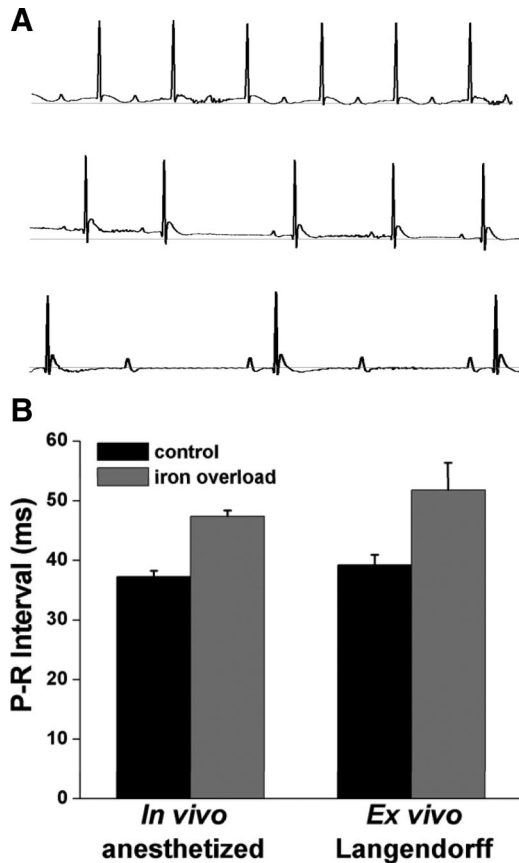 A
B
60
50
40
30
20
10
0
P-R Interval (ms)
control
iron overload
In vivo
anesthetized
Ex vivo
Langendorff